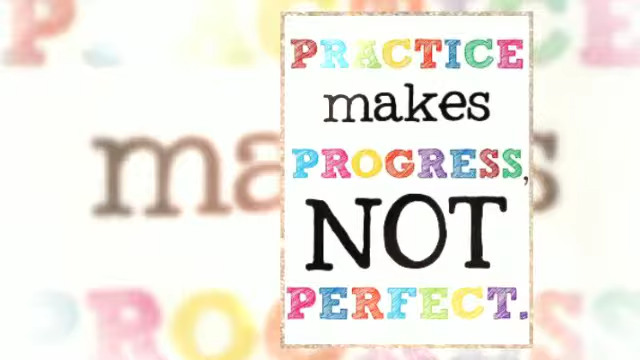 PRACTICE
makes
PROGRESS,
NOT
PERFECT.